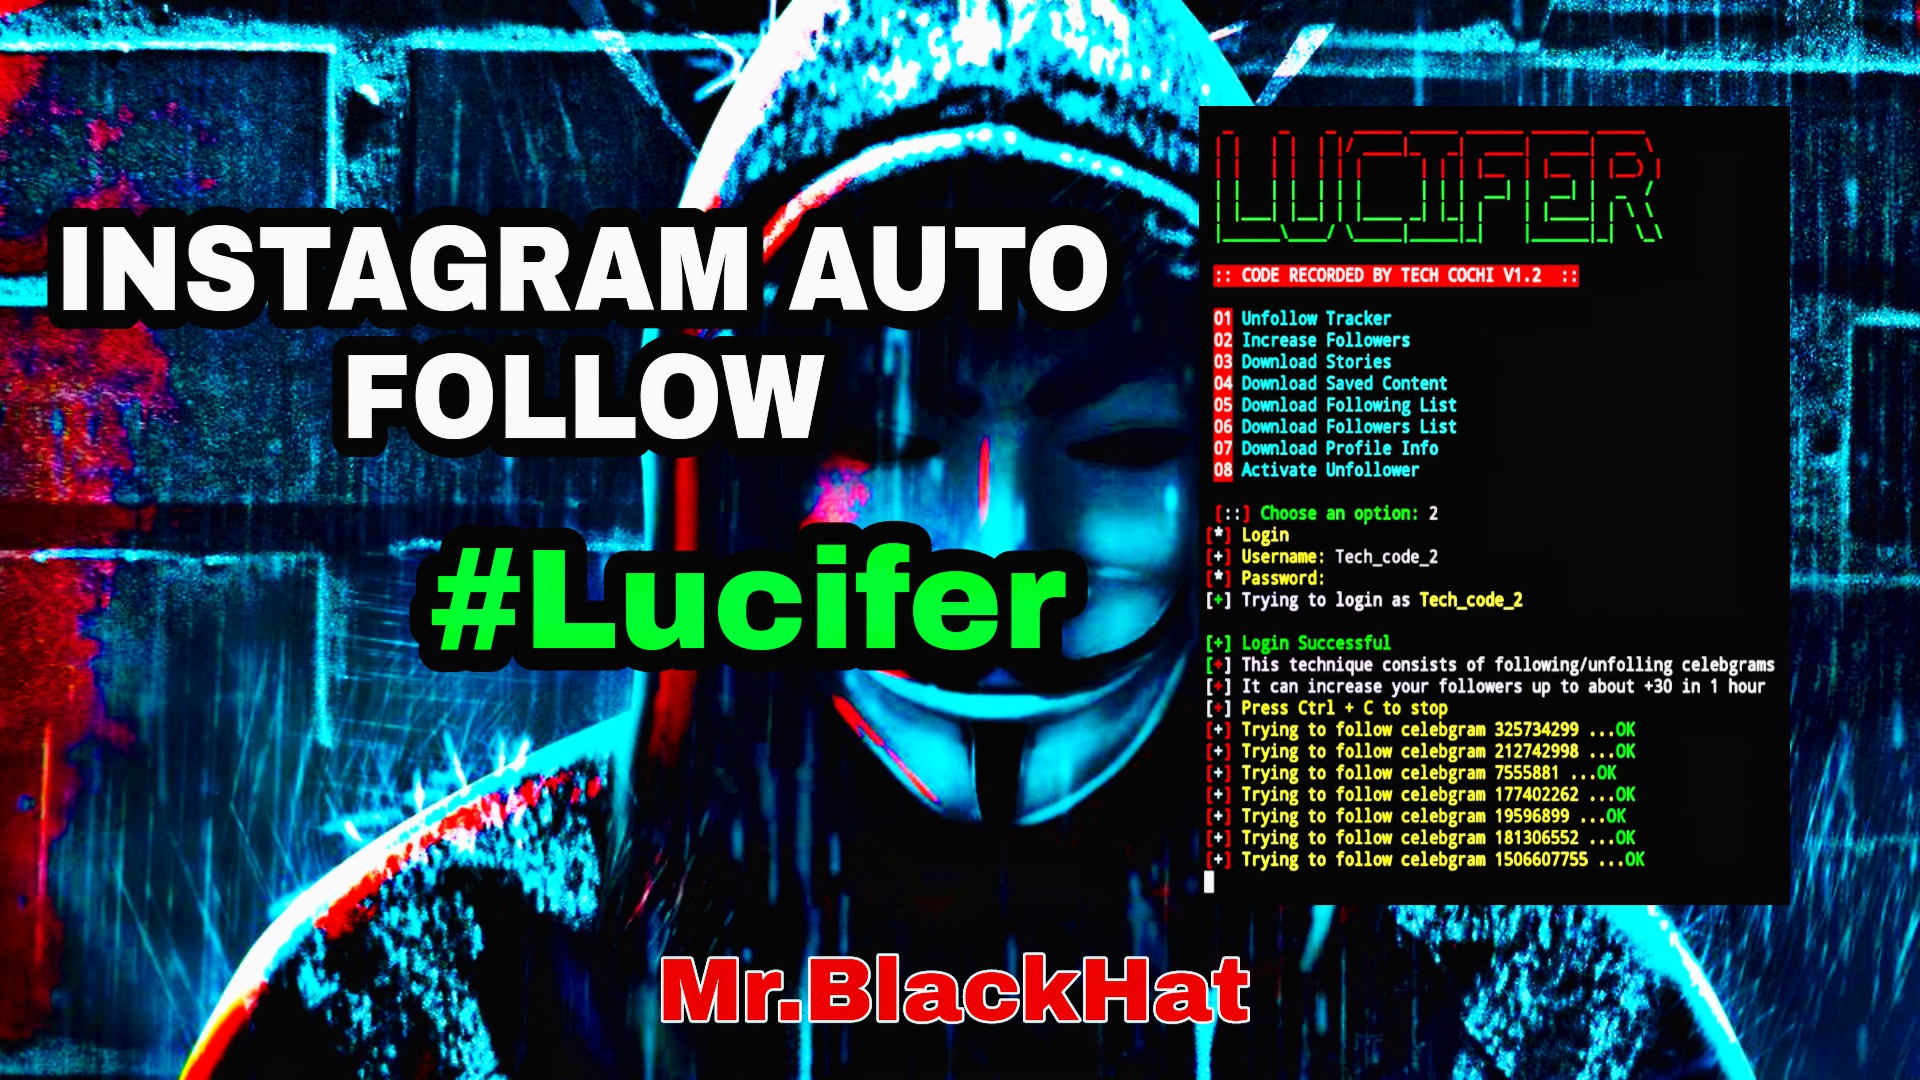 INSTAGRAM AUTO
FOLLOW
#Lucifer
Mr.BlackHat
LUCIFER
:: CODE RECORDED BY TECH COCHI V1.2 ::
01 Unfollow Tracker
02 Increase Followers
03 Download Stories
04 Download Saved Content
05 Download Following List
06 Download Followers List
07 Download Profile Info
08 Activate Unfollower
[::] Choose an option: 2
[*] Login
[+] Username: Tech_code_2
[*] Password:
[+] Trying to login as Tech_code_2
[+] Login Successful
[+] This technique consists of following/unfolling celebgrams
[+] It can increase your followers up to about +30 in 1 hour
[+] Press Ctrl + C to stop
[+] Trying to follow celebgram 325734299 ...OK
[+] Trying to follow celebgram 212742998 ...OK
[+] Trying to follow celebgram 7555881 ...OK
[+] Trying to follow celebgram 177402262 ...OK
[+] Trying to follow celebgram 19596899 ...OK
[+] Trying to follow celebgram 181306552 ...OK
[+] Trying to follow celebgram 1506607755 ...OK